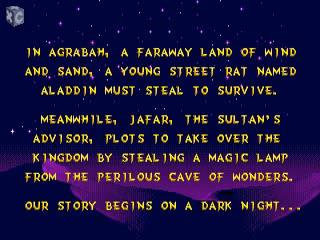 IN AGRABAH, A FARAWAY LAND OF WIND
AND SAND, A YOUNG STREET RAT NAMED
ALADDIN MUST STEAL TO SURVIVE.
MEANWHILE, JAFAR, THE SULTAN'S
ADVISOR, PLOTS TO TAKE OVER THE
KINGDOM BY STEALING A MAGIC LAMP
FROM THE PERILOUS CAVE OF WONDERS.
OUR STORY BEGINS ON A DARK NIGHT...